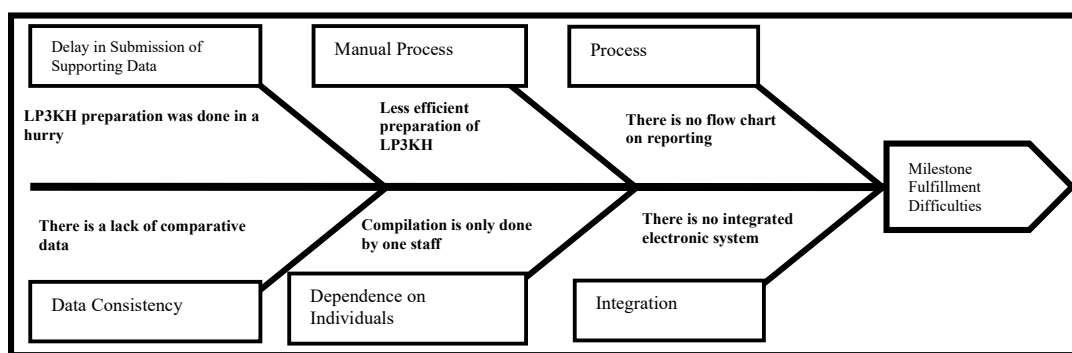 Delay in Submission of
Supporting Data
Manual Process
Process
LP3KH preparation was done in a
hurry
Less efficient
preparation of
LP3KH
There is no flow chart
on reporting
Milestone
Fulfillment
Difficulties
There is a lack of comparative
data
Compilation is only done
by one staff
There is no integrated
electronic system
Data Consistency
Dependence on
Individuals
Integration